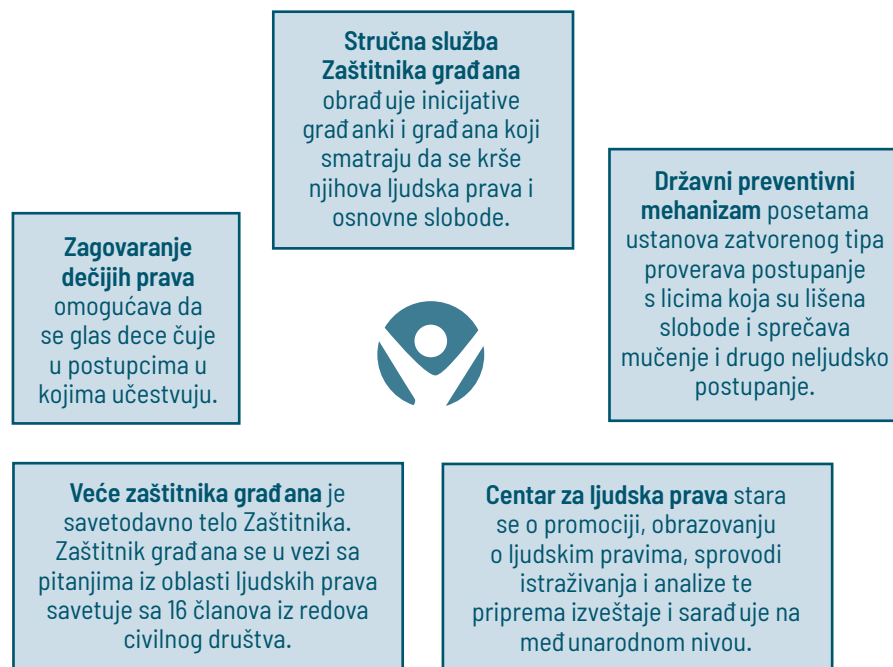 Stručna služba
Zaštitnika građana
obrađuje inicijative
građanki i građana koji
smatraju da se krše
njihova ljudska prava i
osnovne slobode.
Državni preventivni
mehanizam posetama
ustanova zatvorenog tipa
proverava postupanje
s licima koja su lišena
slobode i sprečava
mučenje i drugo neljudsko
postupanje.
Zagovaranje
dečijih prava
omogućava da
se glas dece čuje
u postupcima u
kojima učestvuju.
Veće zaštitnika građana je
savetodavno telo Zaštitnika.
Zaštitnik građana se u vezi sa
pitanjima iz oblasti ljudskih prava
savetuje sa 16 članova iz redova
civilnog društva.
Centar za ljudska prava stara
se o promociji, obrazovanju
o ljudskim pravima, sprovodi
istraživanja i analize te
priprema izveštaje i sarađuje na
međunarodnom nivou.